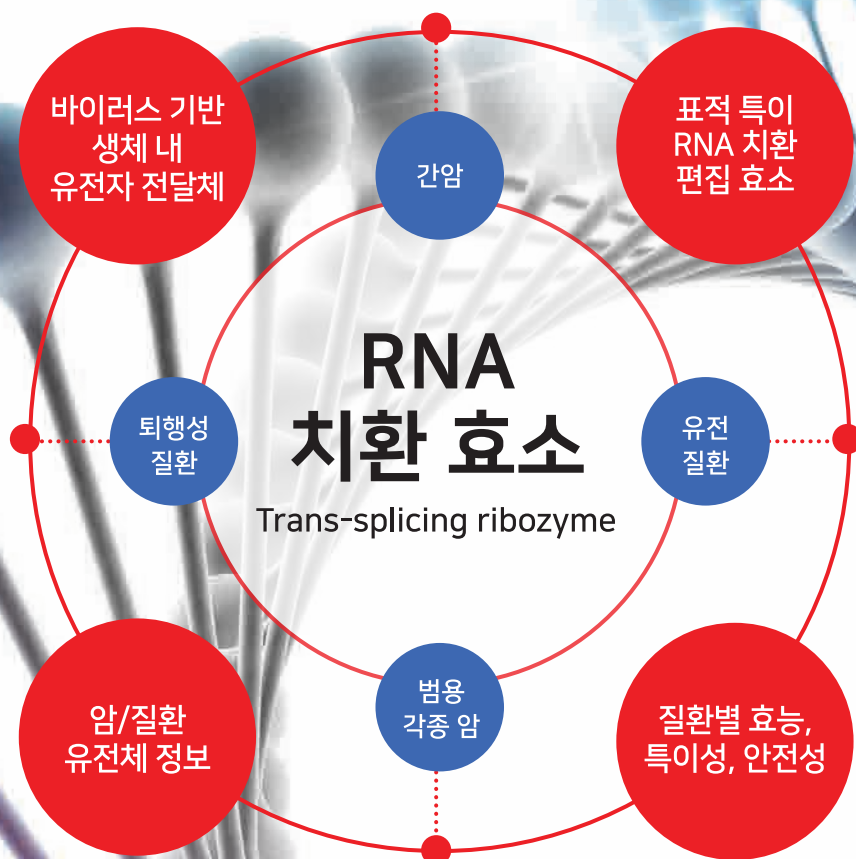 바이러스 기반
생체 내
유전자 전달체
표적 특이
RNA 치환
편집 효소
간암
RNA
치환 효소
Trans-splicing ribozyme
퇴행성
질환
유전
질환
범용
각종 암
암/질환
유전체 정보
질환별 효능,
특이성, 안전성